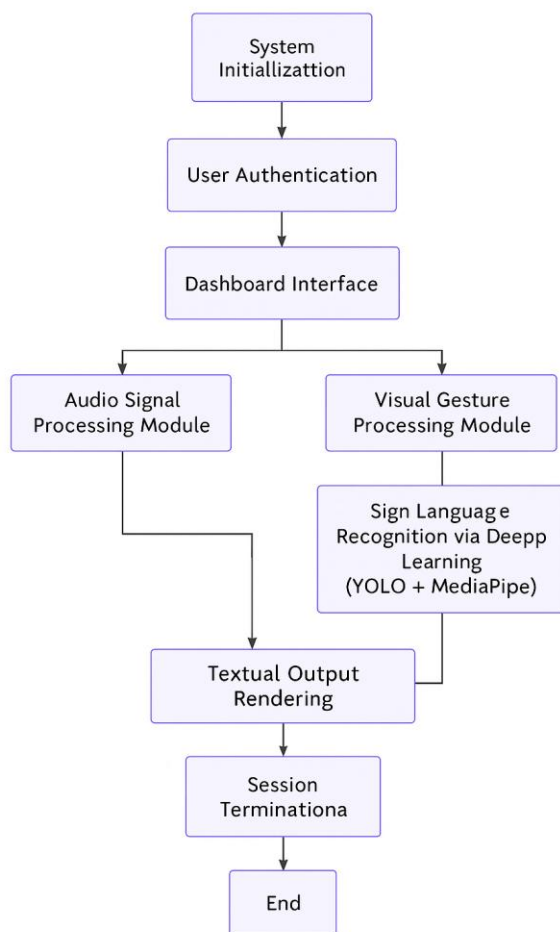 System
Initiallizattion
User Authentication
Dashboard Interface
Audio Signal
Processing Module
Visual Gesture
Processing Module
Sign Language
Recognition via Deepp
Learning
(YOLO + MediaPipe)
Textual Output
Rendering
Session
Terminationa
End